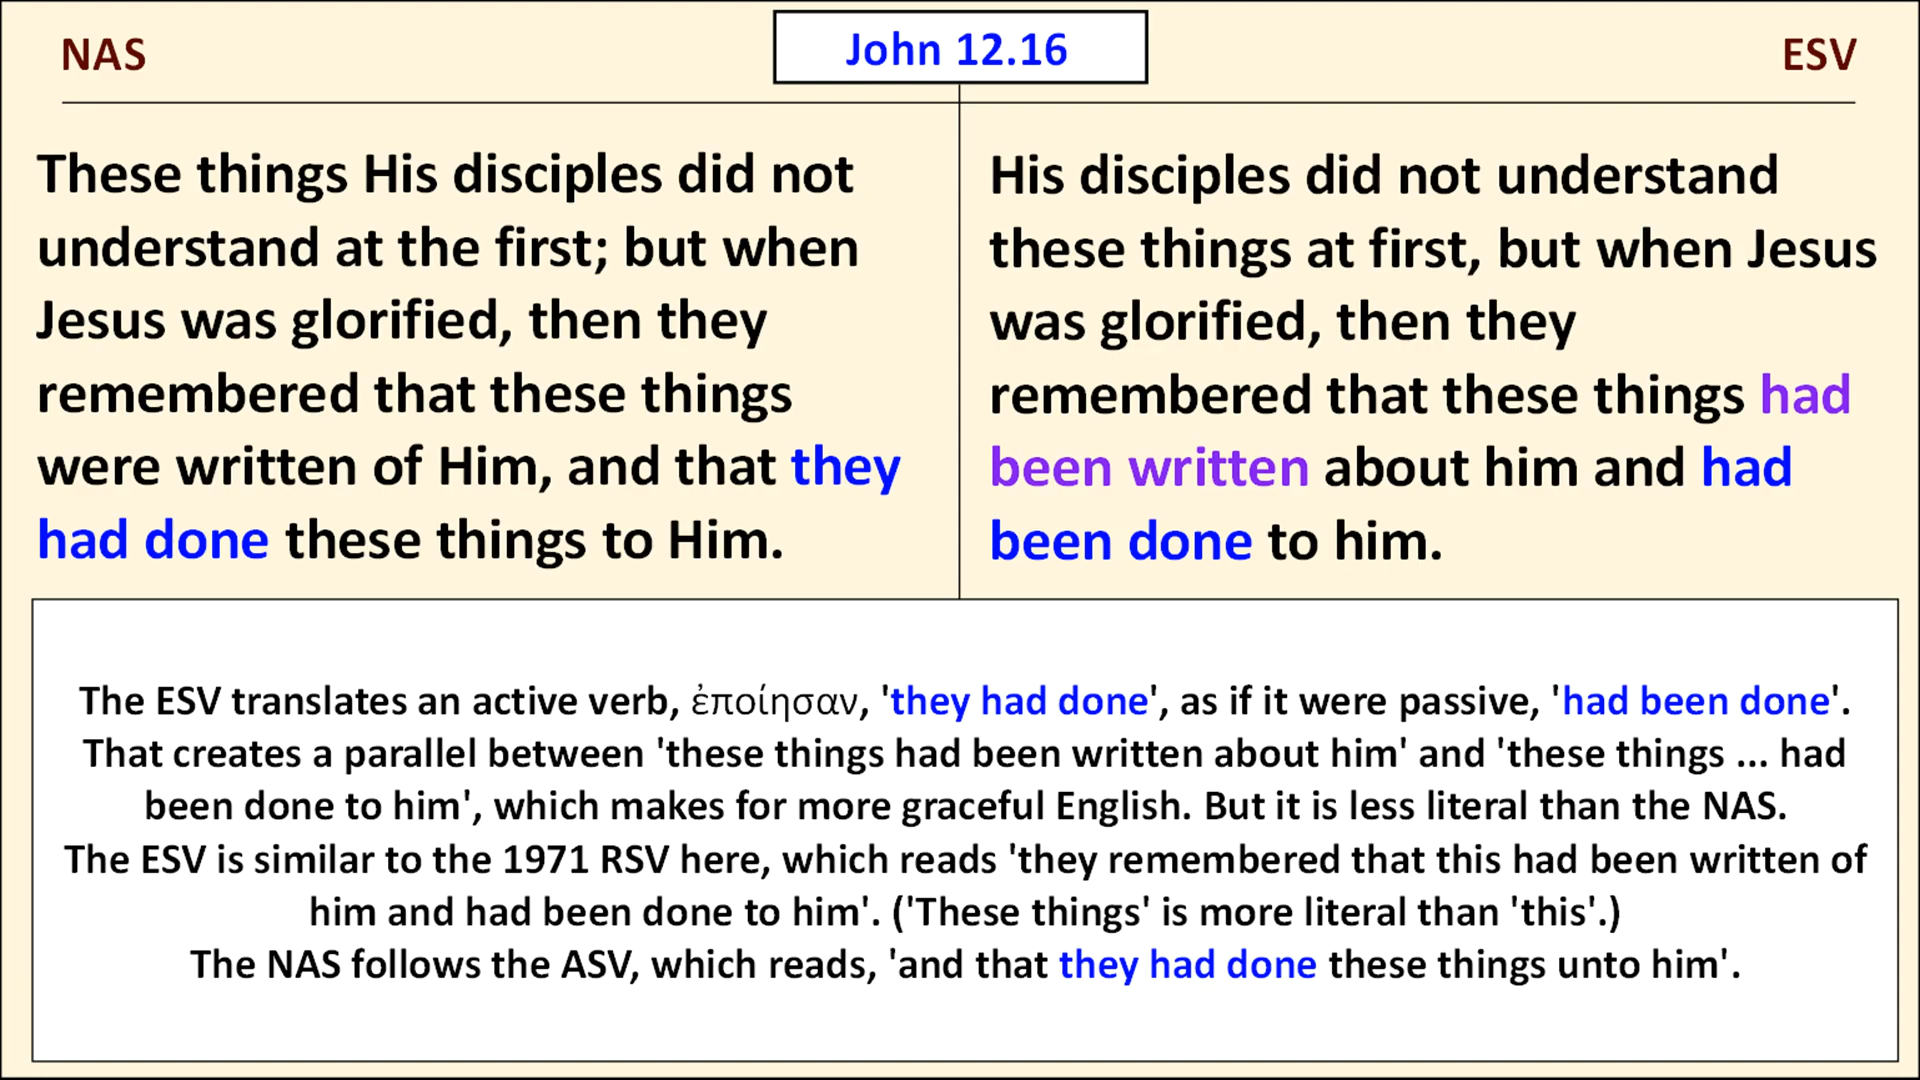 NAS
John 12.16
ESV
These things His disciples did not
understand at the first; but when
Jesus was glorified, then they
remembered that these things
were written of Him, and that they
had done these things to Him.
His disciples did not understand
these things at first, but when Jesus
was glorified, then they
remembered that these things had
been written about him and had
been done to him.
The ESV translates an active verb, ἐποίησαν, 'they had done', as if it were passive, 'had been done'.
That creates a parallel between 'these things had been written about him' and 'these things ... had
been done to him', which makes for more graceful English. But it is less literal than the NAS.
The ESV is similar to the 1971 RSV here, which reads 'they remembered that this had been written of
him and had been done to him'. ('These things' is more literal than 'this'.)
The NAS follows the ASV, which reads, 'and that they had done these things unto him'.